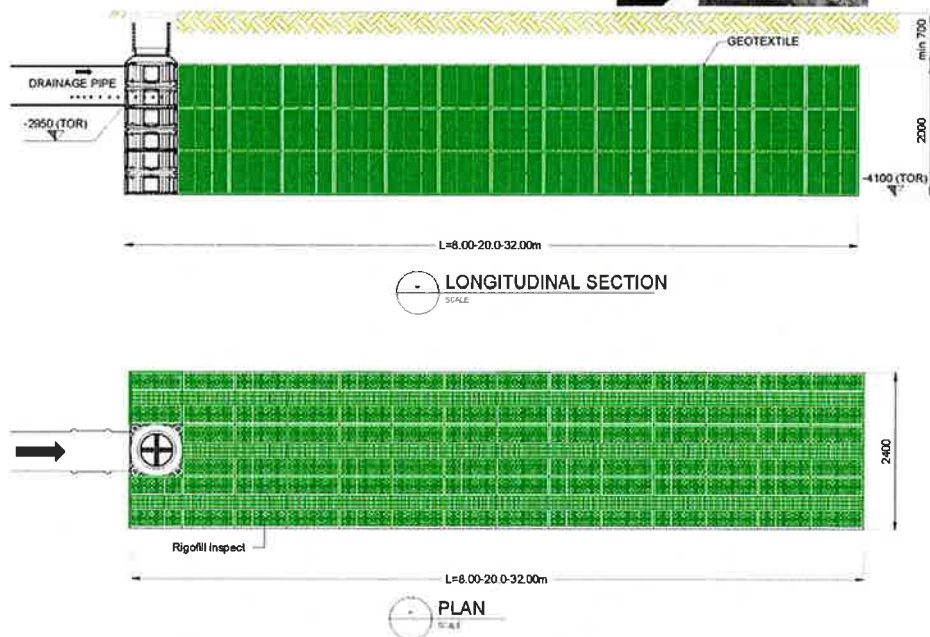 min 700
GEOTEXTILE
DRAINAGE PIPE
-2950 (TOR)
2000
-4100 (TOR)
L=8.00-20.0-32.00m
LONGITUDINAL SECTION
SCALE
2400
Rigofill Inspect
L=8.00-20.0-32.00m
PLAN
SCALE